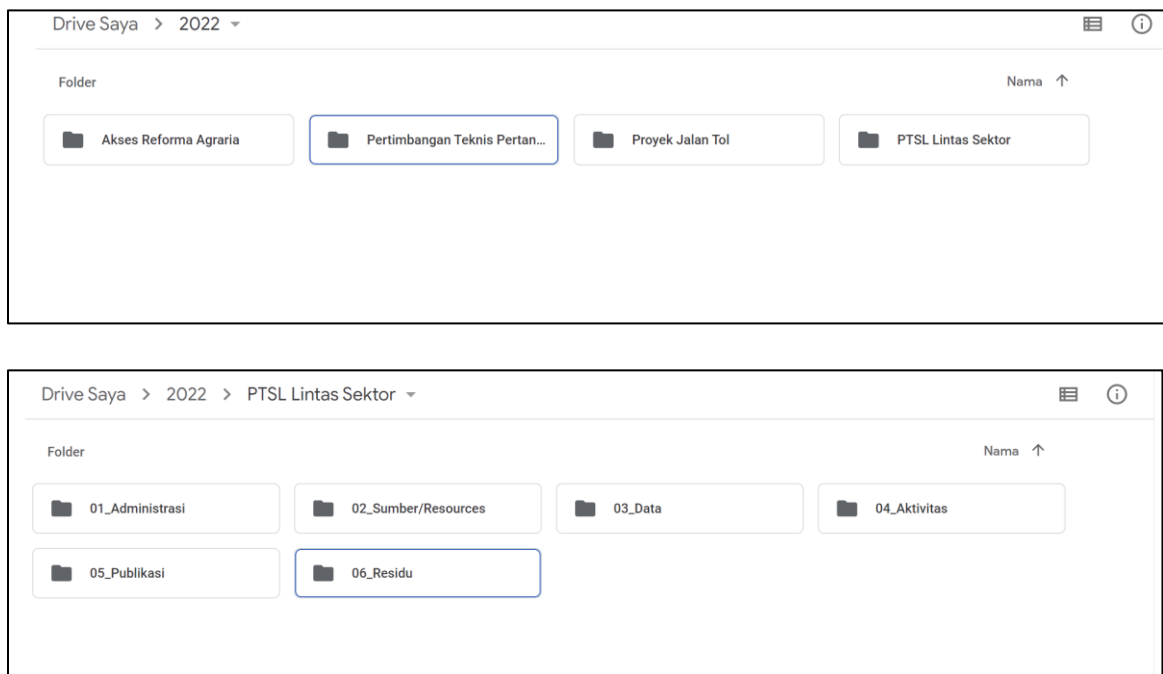 Drive Saya > 2022
Folder Nama ↑
Akses Reforma Agraria Pertimbangan Teknis Pertan... Proyek Jalan Tol PTSL Lintas Sektor
Drive Saya > 2022 > PTSL Lintas Sektor
Folder Nama ↑
01_Administrasi 02_Sumber/Resources 03_Data 04_Aktivitas
05_Publikasi 06_Residu